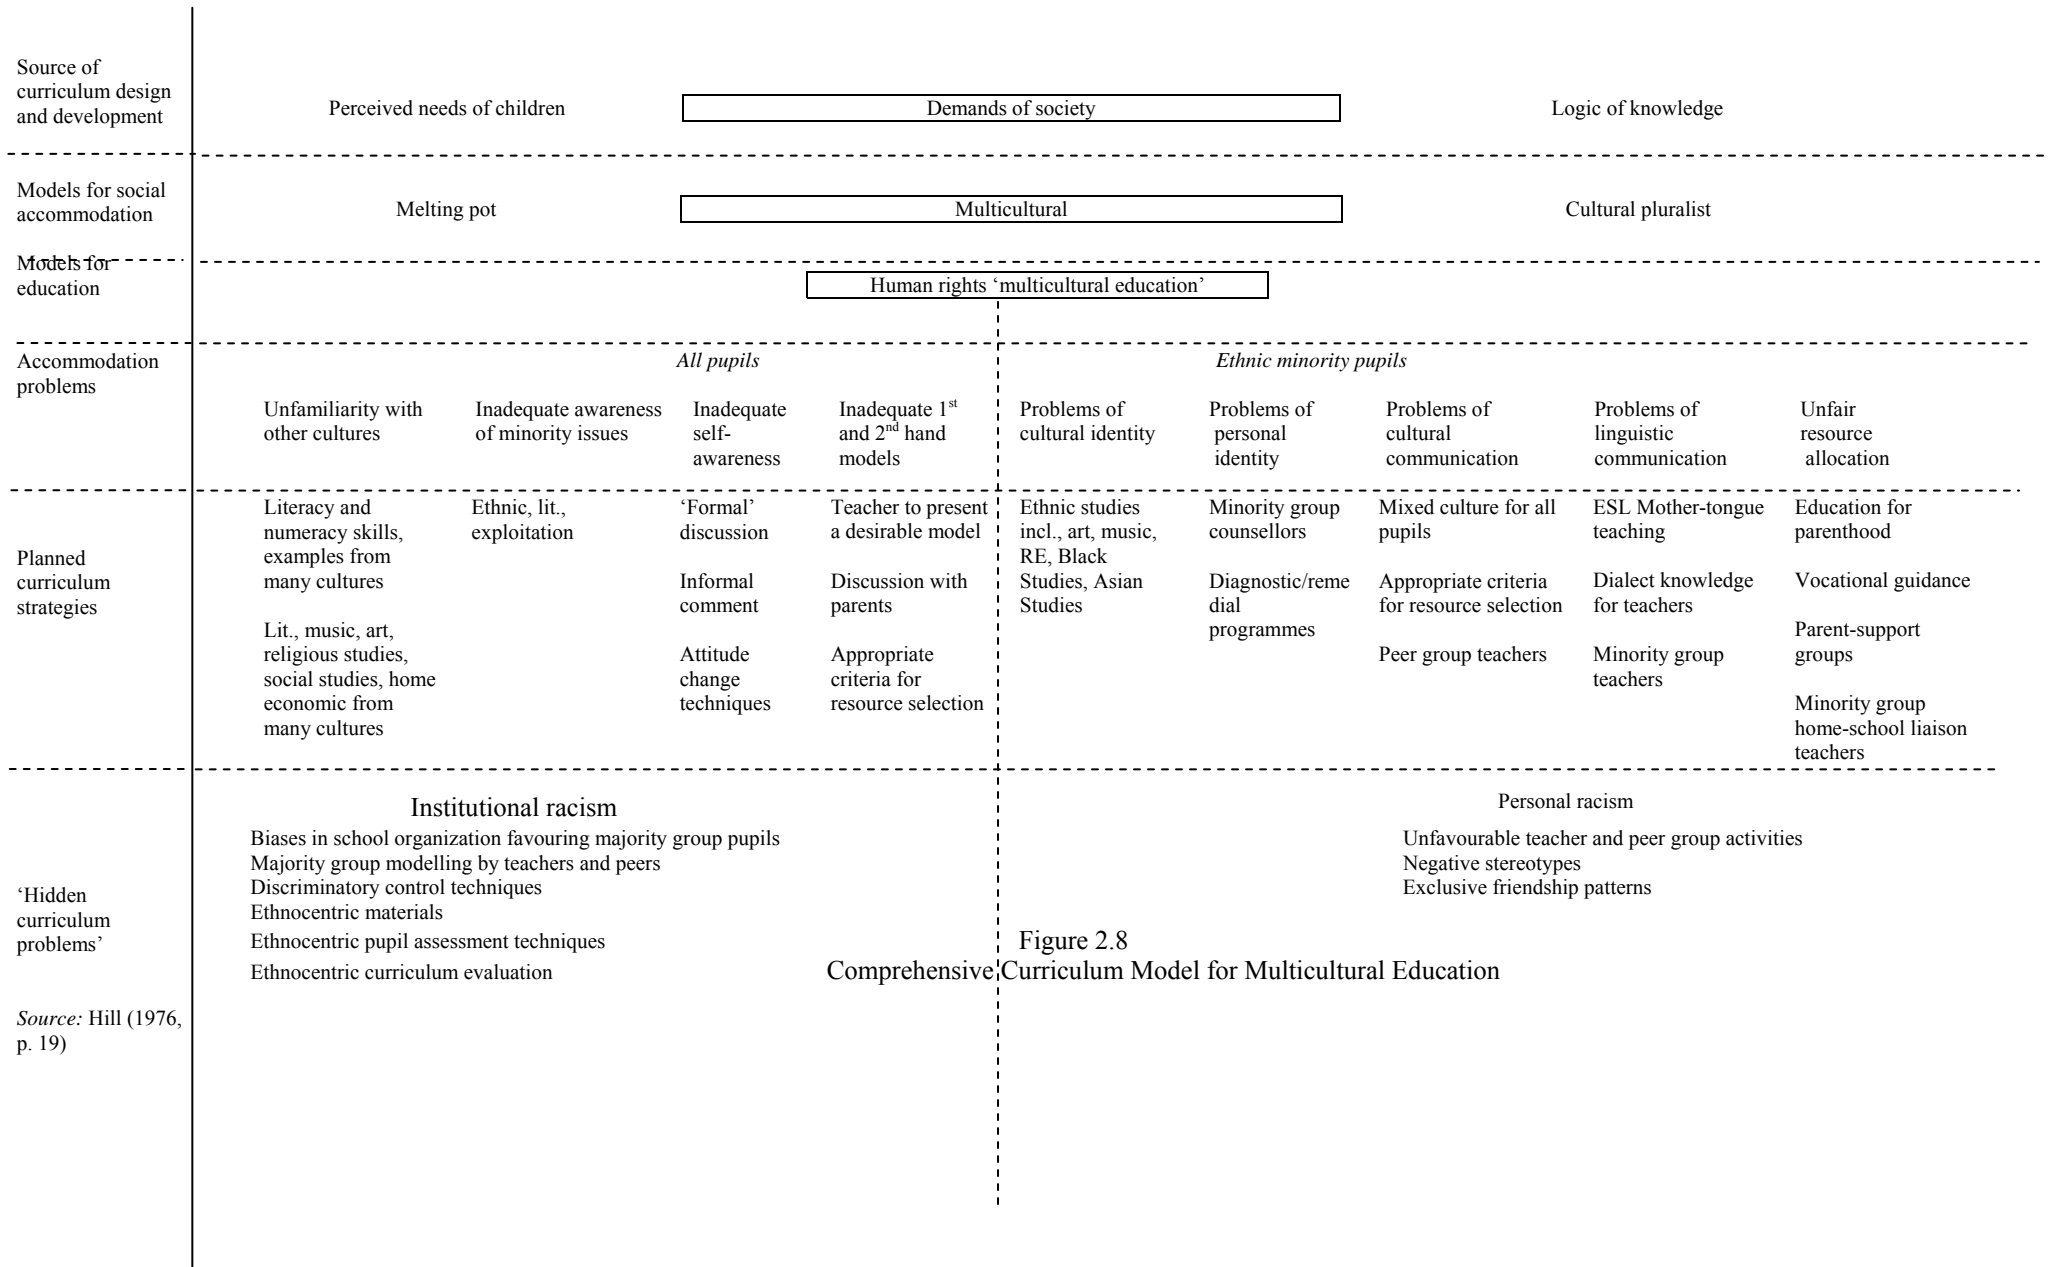 Source of
curriculum design
and development
Perceived needs of children
Demands of society
Logic of knowledge
Models for social
accommodation
Melting pot
Multicultural
Cultural pluralist
Models for
education
Human rights ‘multicultural education’
Accommodation
problems
All pupils
Ethnic minority pupils
Unfamiliarity with
other cultures
Inadequate awareness
of minority issues
Inadequate
self-
awareness
Inadequate 1st
and 2nd hand
models
Problems of
cultural identity
Problems of
personal
identity
Problems of
cultural
communication
Problems of
linguistic
communication
Unfair
resource
allocation
Planned
curriculum
strategies
Literacy and
numeracy skills,
examples from
many cultures
Lit., music, art,
religious studies,
social studies, home
economic from
many cultures
Ethnic, lit.,
exploitation
‘Formal’
discussion
Informal
comment
Attitude
change
techniques
Teacher to present
a desirable model
Discussion with
parents
Appropriate
criteria for
resource selection
Ethnic studies
incl., art, music,
RE, Black
Studies, Asian
Studies
Minority group
counsellors
Diagnostic/reme
dial
programmes
Mixed culture for all
pupils
Appropriate criteria
for resource selection
Peer group teachers
ESL Mother-tongue
teaching
Dialect knowledge
for teachers
Minority group
teachers
Education for
parenthood
Vocational guidance
Parent-support
groups
Minority group
home-school liaison
teachers
‘Hidden
curriculum
problems’
Institutional racism
Biases in school organization favouring majority group pupils
Majority group modelling by teachers and peers
Discriminatory control techniques
Ethnocentric materials
Ethnocentric pupil assessment techniques
Ethnocentric curriculum evaluation
Personal racism
Unfavourable teacher and peer group activities
Negative stereotypes
Exclusive friendship patterns
Figure 2.8
Comprehensive Curriculum Model for Multicultural Education
Source: Hill (1976,
p. 19)